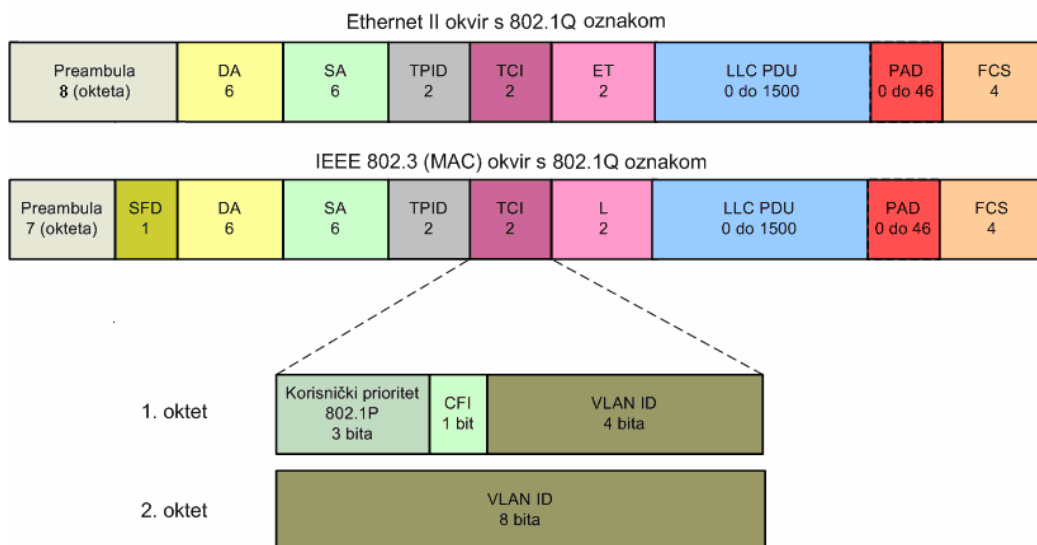 Ethernet II okvir s 802.1Q oznakom
Preambula
8 (okteta)
DA
6
SA
6
TPID
2
TCI
2
ET
2
LLC PDU
0 do 1500
PAD
0 do 46
FCS
4
IEEE 802.3 (MAC) okvir s 802.1Q oznakom
Preambula
7 (okteta)
SFD
1
DA
6
SA
6
TPID
2
TCI
2
L
2
LLC PDU
0 do 1500
PAD
0 do 46
FCS
4
1. oktet
Korisnički prioritet
802.1P
3 bita
CFI
1 bit
VLAN ID
4 bita
2. oktet
VLAN ID
8 bita